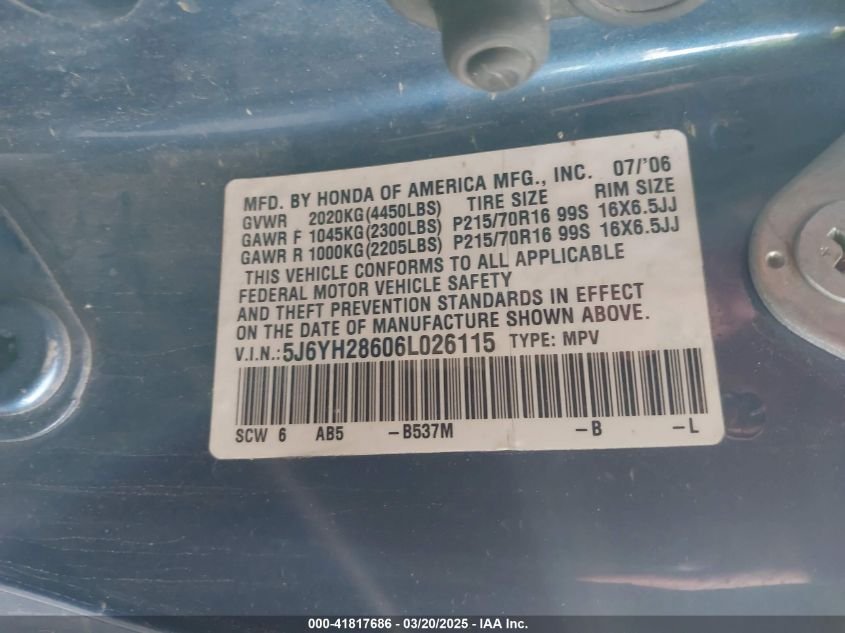 MFD. BY HONDA OF AMERICA MFG., INC. 07/'06
GVWR 2020KG(4450LBS) TIRE SIZE RIM SIZE
GAWR F 1045KG(2300LBS) P215/70R16 99S 16X6.5JJ
GAWR R 1000KG(2205LBS) P215/70R16 99S 16X6.5JJ
THIS VEHICLE CONFORMS TO ALL APPLICABLE
FEDERAL MOTOR VEHICLE SAFETY
AND THEFT PREVENTION STANDARDS IN EFFECT
ON THE DATE OF MANUFACTURE SHOWN ABOVE.
V.I.N.: 5J6YH28606L026115 TYPE: MPV
SCW 6 AB5 -B537M -B -L
000-41817686 - 03/20/2025 - IAA Inc.